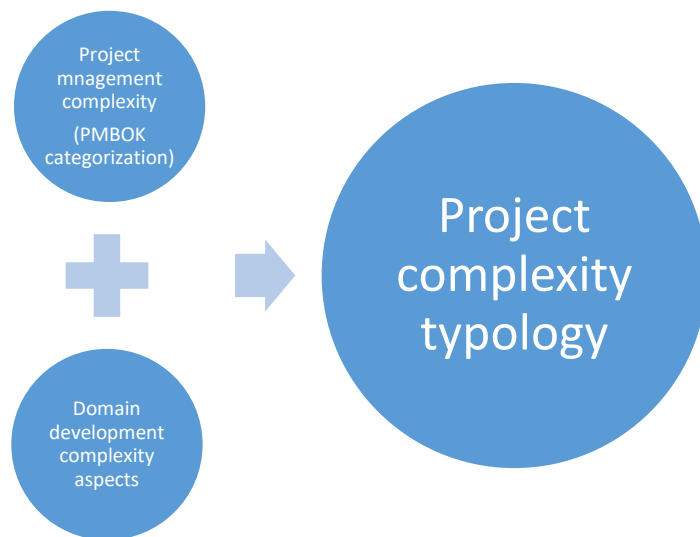 Project
mnagement
complexity
(PMBOK
categorization)
Project
complexity
typology
Domain
development
complexity
aspects